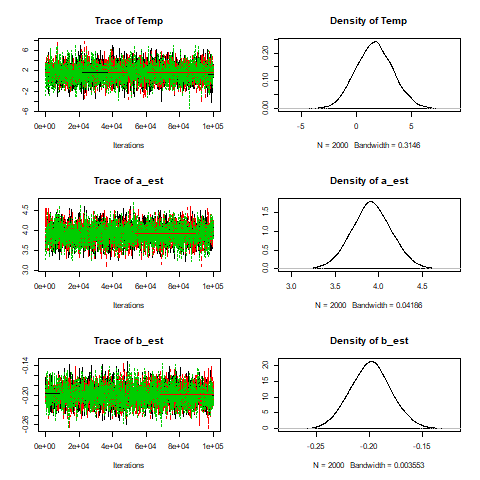 Trace of Temp
Density of Temp
-6 -2 2 6
0e+00 2e+04 4e+04 6e+04 8e+04 1e+05
Iterations
0.00 0.10 0.20
-5 0 5
N = 2000 Bandwidth = 0.3146
Trace of a_est
Density of a_est
3.0 3.5 4.0 4.5
0e+00 2e+04 4e+04 6e+04 8e+04 1e+05
Iterations
0.0 0.5 1.0 1.5
3.0 3.5 4.0 4.5
N = 2000 Bandwidth = 0.04186
Trace of b_est
Density of b_est
-0.26 -0.20 -0.14
0e+00 2e+04 4e+04 6e+04 8e+04 1e+05
Iterations
0 5 10 15 20
-0.25 -0.20 -0.15
N = 2000 Bandwidth = 0.003553